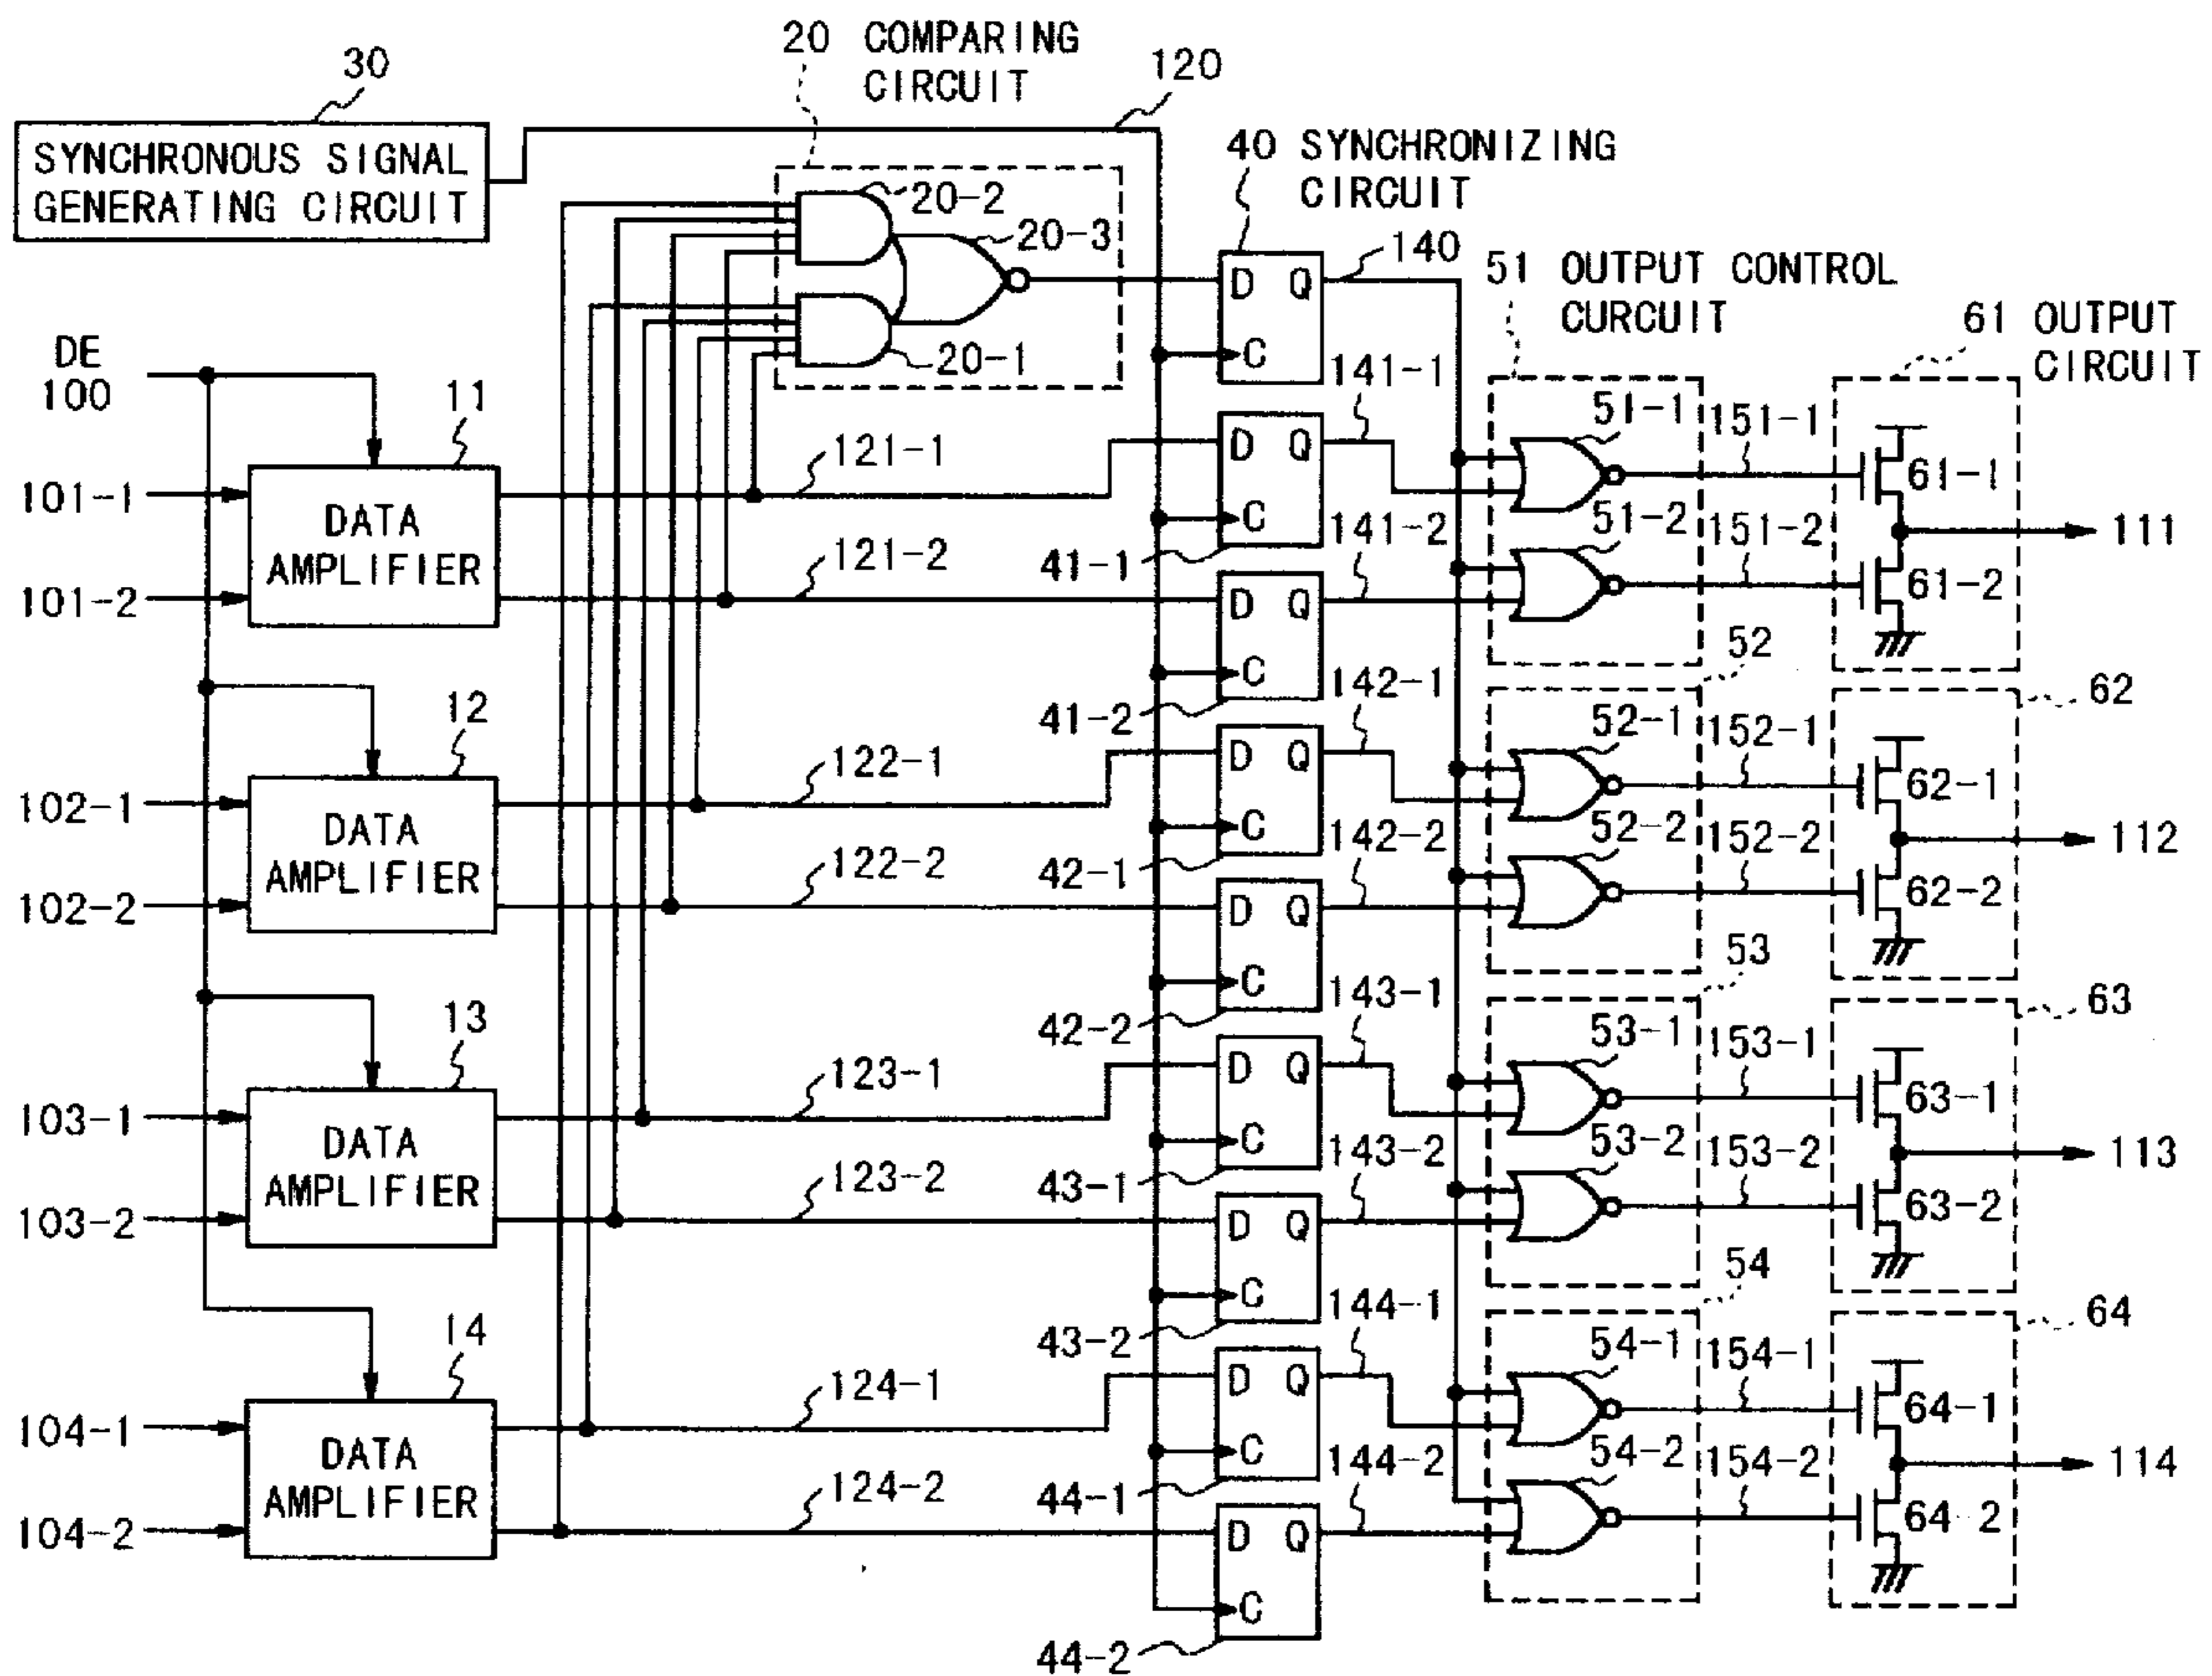 20 COMPARING
CIRCUIT
30
120
SYNCHRONOUS SIGNAL
GENERATING CIRCUIT
40 SYNCHRONIZING
CIRCUIT
20-2
20-3
20-1
D Q
C
140
51 OUTPUT CONTROL
CURCUIT
61 OUTPUT
CIRCUIT
DE
100
11
101-1
101-2
DATA
AMPLIFIER
121-1
121-2
D Q
C
41-1
141-1
141-2
51-1
51-2
151-1
151-2
61-1
61-2
111
D Q
C
41-2
12
102-1
102-2
DATA
AMPLIFIER
122-1
122-2
D Q
C
42-1
142-1
142-2
52
52-1
52-2
152-1
152-2
62
62-1
62-2
112
D Q
C
42-2
13
103-1
103-2
DATA
AMPLIFIER
123-1
123-2
D Q
C
43-1
143-1
143-2
53
53-1
53-2
153-1
153-2
63
63-1
63-2
113
D Q
C
43-2
14
104-1
104-2
DATA
AMPLIFIER
124-1
124-2
D Q
C
44-1
144-1
144-2
54
54-1
54-2
154-1
154-2
64
64-1
64-2
114
D Q
C
44-2